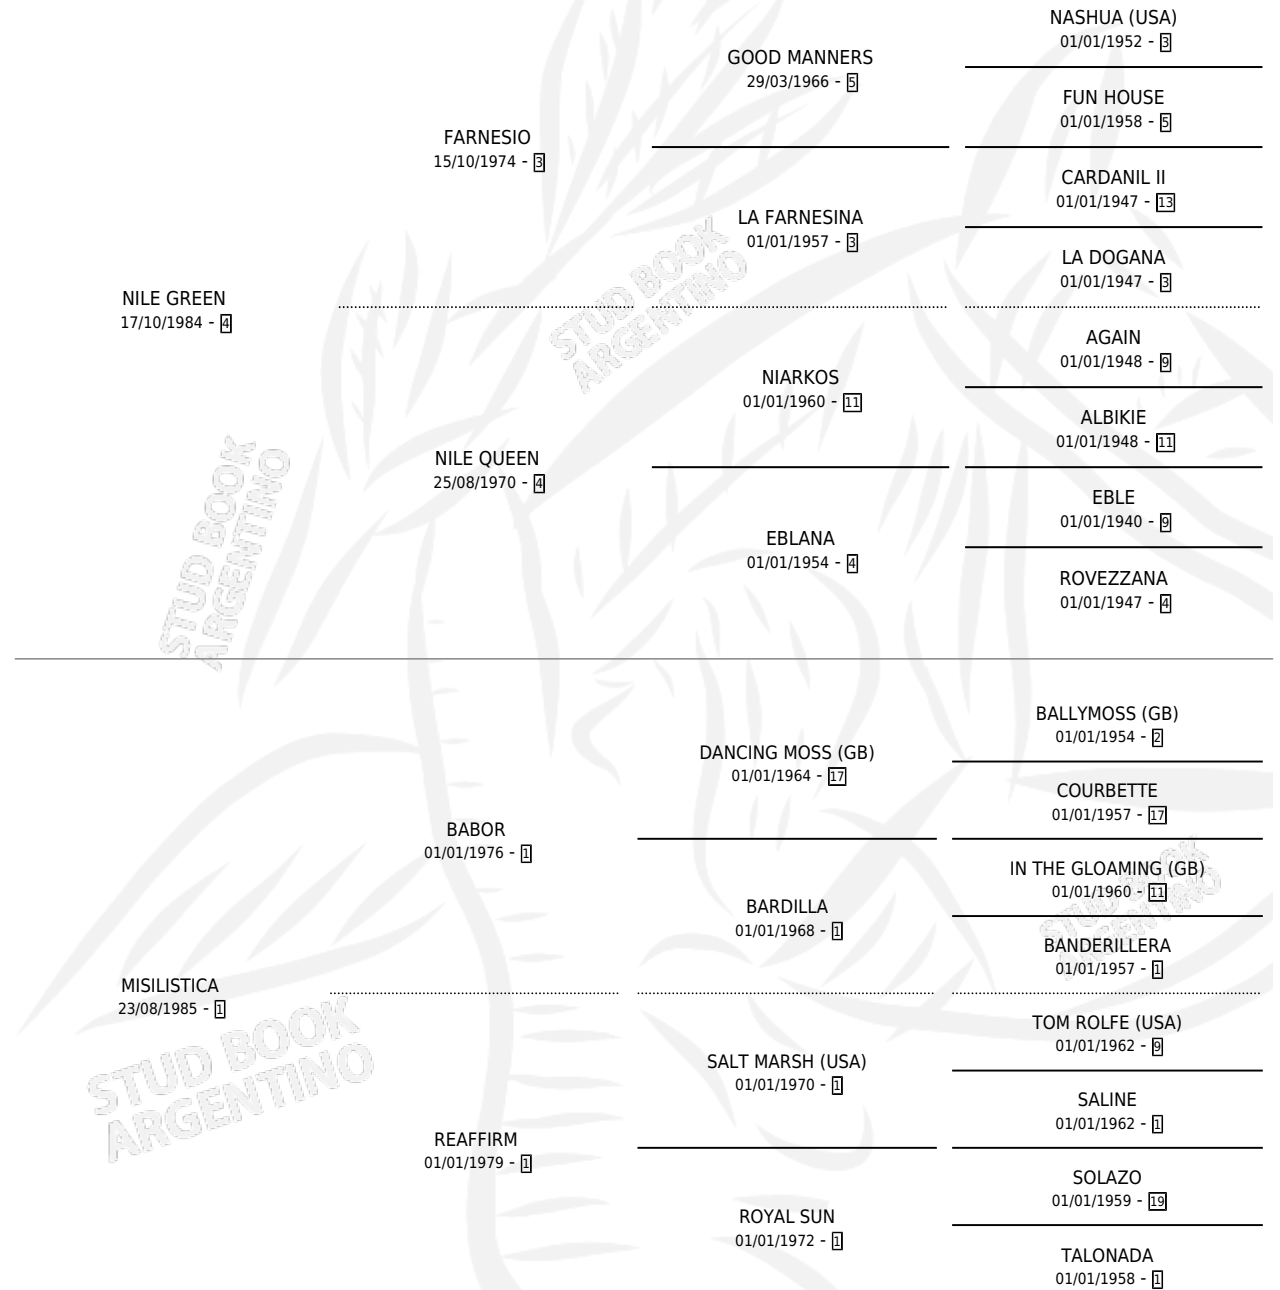 NASHUA (USA)
01/01/1952 - 3
GOOD MANNERS
29/03/1966 - 5
FUN HOUSE
01/01/1958 - 5
FARNESIO
15/10/1974 - 3
CARDANIL II
01/01/1947 - 13
LA FARNESINA
01/01/1957 - 3
LA DOGANA
01/01/1947 - 3
NILE GREEN
17/10/1984 - 4
AGAIN
01/01/1948 - 9
NIARKOS
01/01/1960 - 11
ALBIKIE
01/01/1948 - 11
NILE QUEEN
25/08/1970 - 4
EBLE
01/01/1940 - 9
EBLANA
01/01/1954 - 4
ROVEZZANA
01/01/1947 - 4
STUD BOOK
ARGENTINO
STUD BOOK
ARGENTINO
BALLYMOSS (GB)
01/01/1954 - 2
DANCING MOSS (GB)
01/01/1964 - 17
COURBETTE
01/01/1957 - 17
BABOR
01/01/1976 - 1
IN THE GLOAMING (GB)
01/01/1960 - 11
BARDILLA
01/01/1968 - 1
BANDERILLERA
01/01/1957 - 1
STUD BOOK
ARGENTINO
MISILISTICA
23/08/1985 - 1
TOM ROLFE (USA)
01/01/1962 - 9
SALT MARSH (USA)
01/01/1970 - 1
SALINE
01/01/1962 - 1
STUD BOOK
ARGENTINO
REAFFIRM
01/01/1979 - 1
SOLAZO
01/01/1959 - 19
ROYAL SUN
01/01/1972 - 1
TALONADA
01/01/1958 - 1